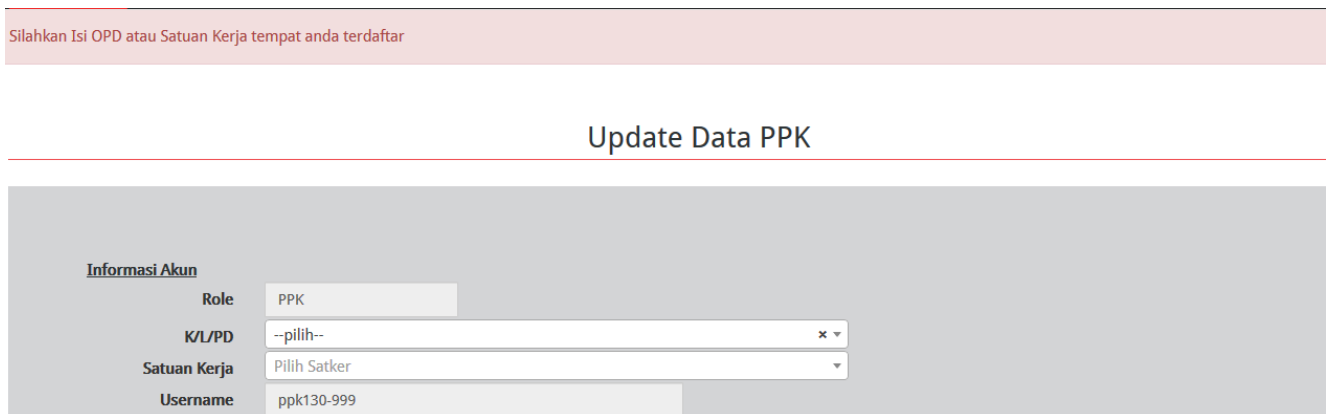 Silahkan Isi OPD atau Satuan Kerja tempat anda terdaftar
Update Data PPK
Informasi Akun
Role PPK
K/L/PD --pilih-- ×
Satuan Kerja Pilih Satker
Username ppk130-999